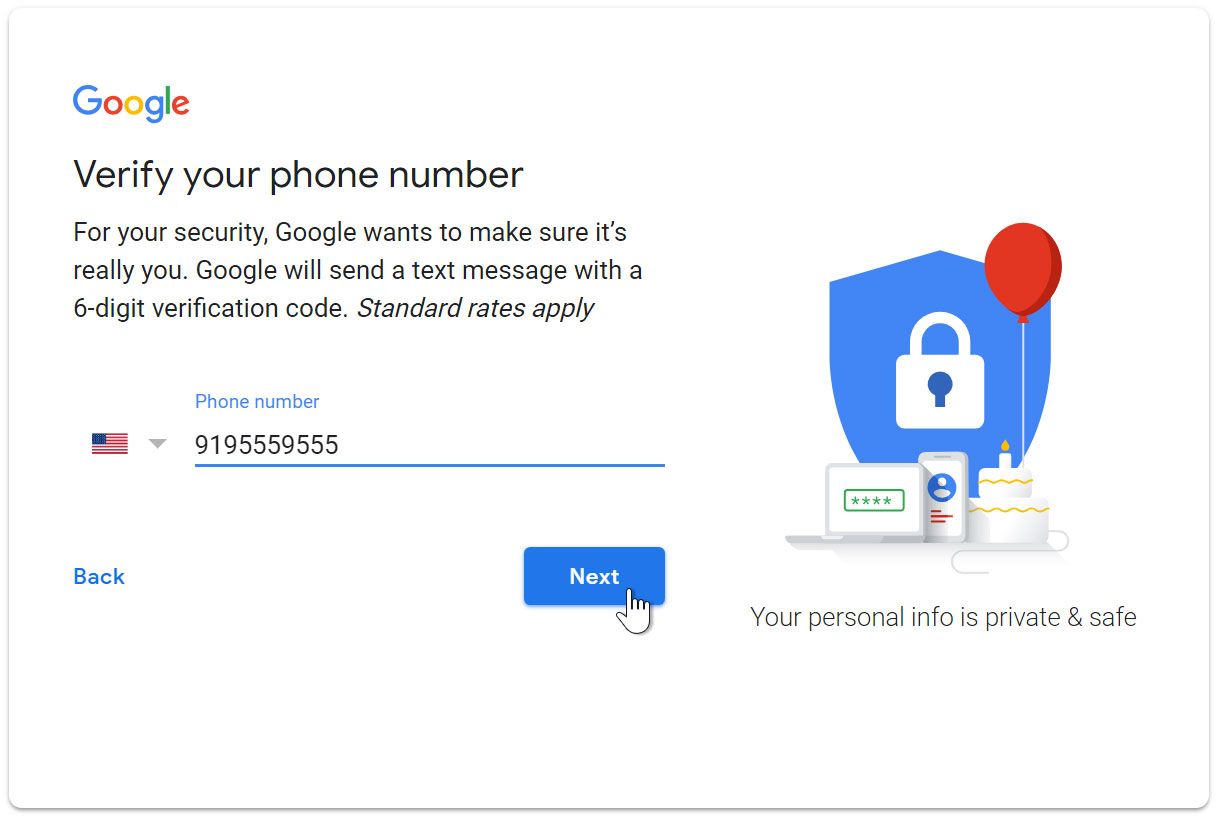 Google
Verify your phone number
For your security, Google wants to make sure it’s
really you. Google will send a text message with a
6-digit verification code. Standard rates apply
Phone number
9195559555
Back
Next
****
Your personal info is private & safe